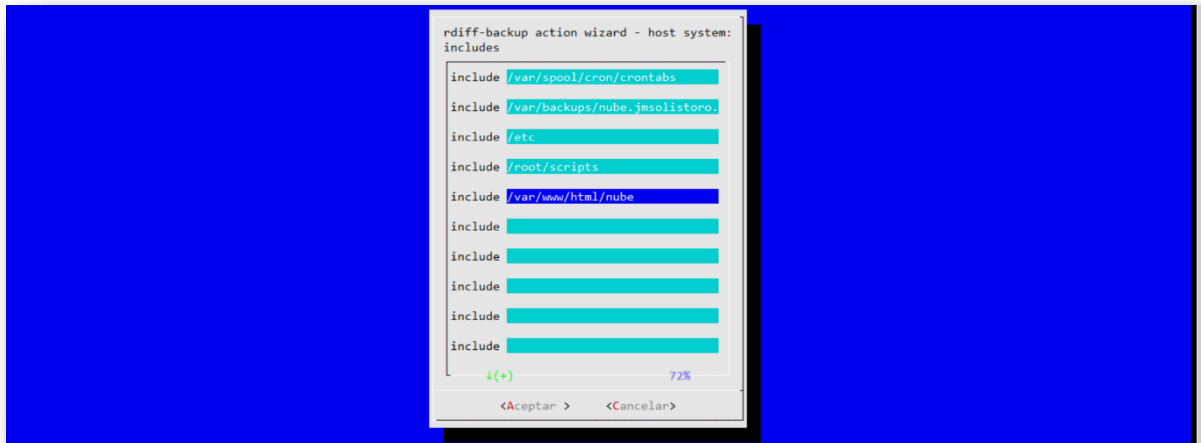 rdiff-backup action wizard - host system:
includes
include /var/spool/cron/crontabs
include /var/backups/nube.jmsolistoro.
include /etc
include /root/scripts
include /var/www/html/nube
include
include
include
include
include
↓(+) 72%
<Aceptar > <Cancelar>